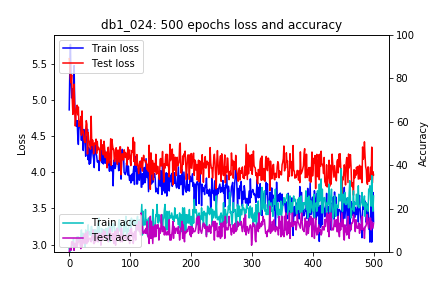 db1_024: 500 epochs loss and accuracy
Train loss
Test loss
Train acc
Test acc
Loss
5.5
5.0
4.5
4.0
3.5
3.0
Accuracy
100
80
60
40
20
0
0
100
200
300
400
500